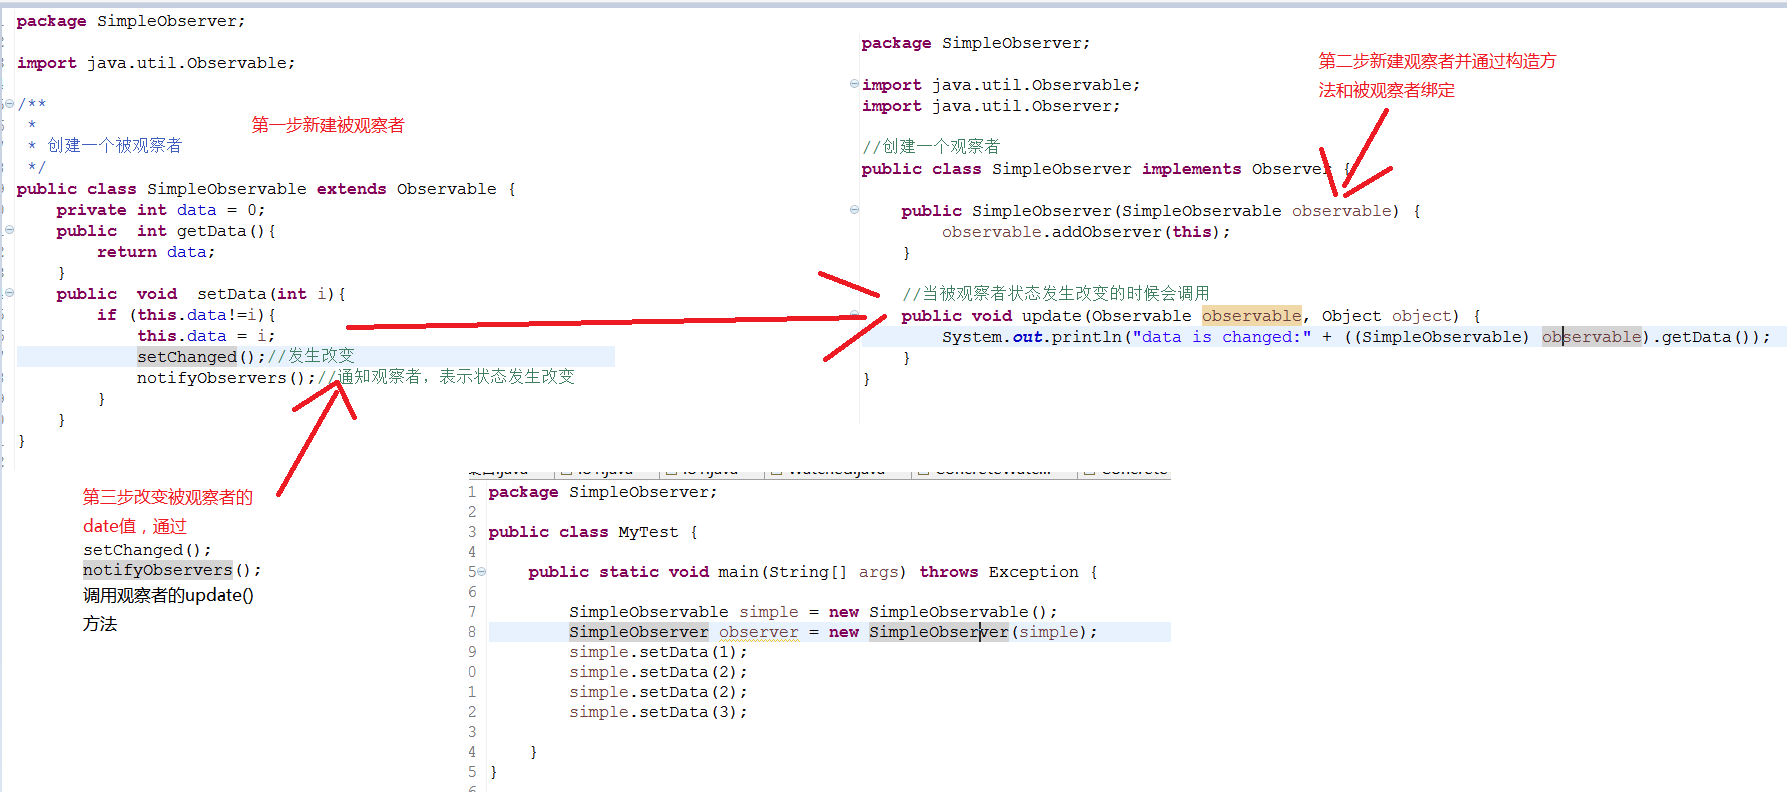 package SimpleObserver;
import java.util.Observable;
/**
*
* 创建一个被观察者
*/
public class SimpleObservable extends Observable {
private int data = 0;
public int getData(){
return data;
}
public void setData(int i){
if (this.data!=i){
this.data = i;
setChanged();//发生改变
notifyObservers();//通知观察者，表示状态发生改变
}
}
}
第一步新建被观察者
package SimpleObserver;
import java.util.Observable;
import java.util.Observer;
//创建一个观察者
public class SimpleObserver implements Observer {
public SimpleObserver(SimpleObservable observable) {
observable.addObserver(this);
}
//当被观察者状态发生改变的时候会调用
public void update(Observable observable, Object object) {
System.out.println("data is changed:" + ((SimpleObservable) observable).getData());
}
}
第二步新建观察者并通过构造方
法和被观察者绑定
第三步改变被观察者的
date值，通过
setChanged();
notifyObservers();
调用观察者的update()
方法
1 package SimpleObserver;
2
3 public class MyTest {
4
5 public static void main(String[] args) throws Exception {
6
7 SimpleObservable simple = new SimpleObservable();
8 SimpleObserver observer = new SimpleObserver(simple);
9 simple.setData(1);
0 simple.setData(2);
1 simple.setData(2);
2 simple.setData(3);
3
4 }
5 }